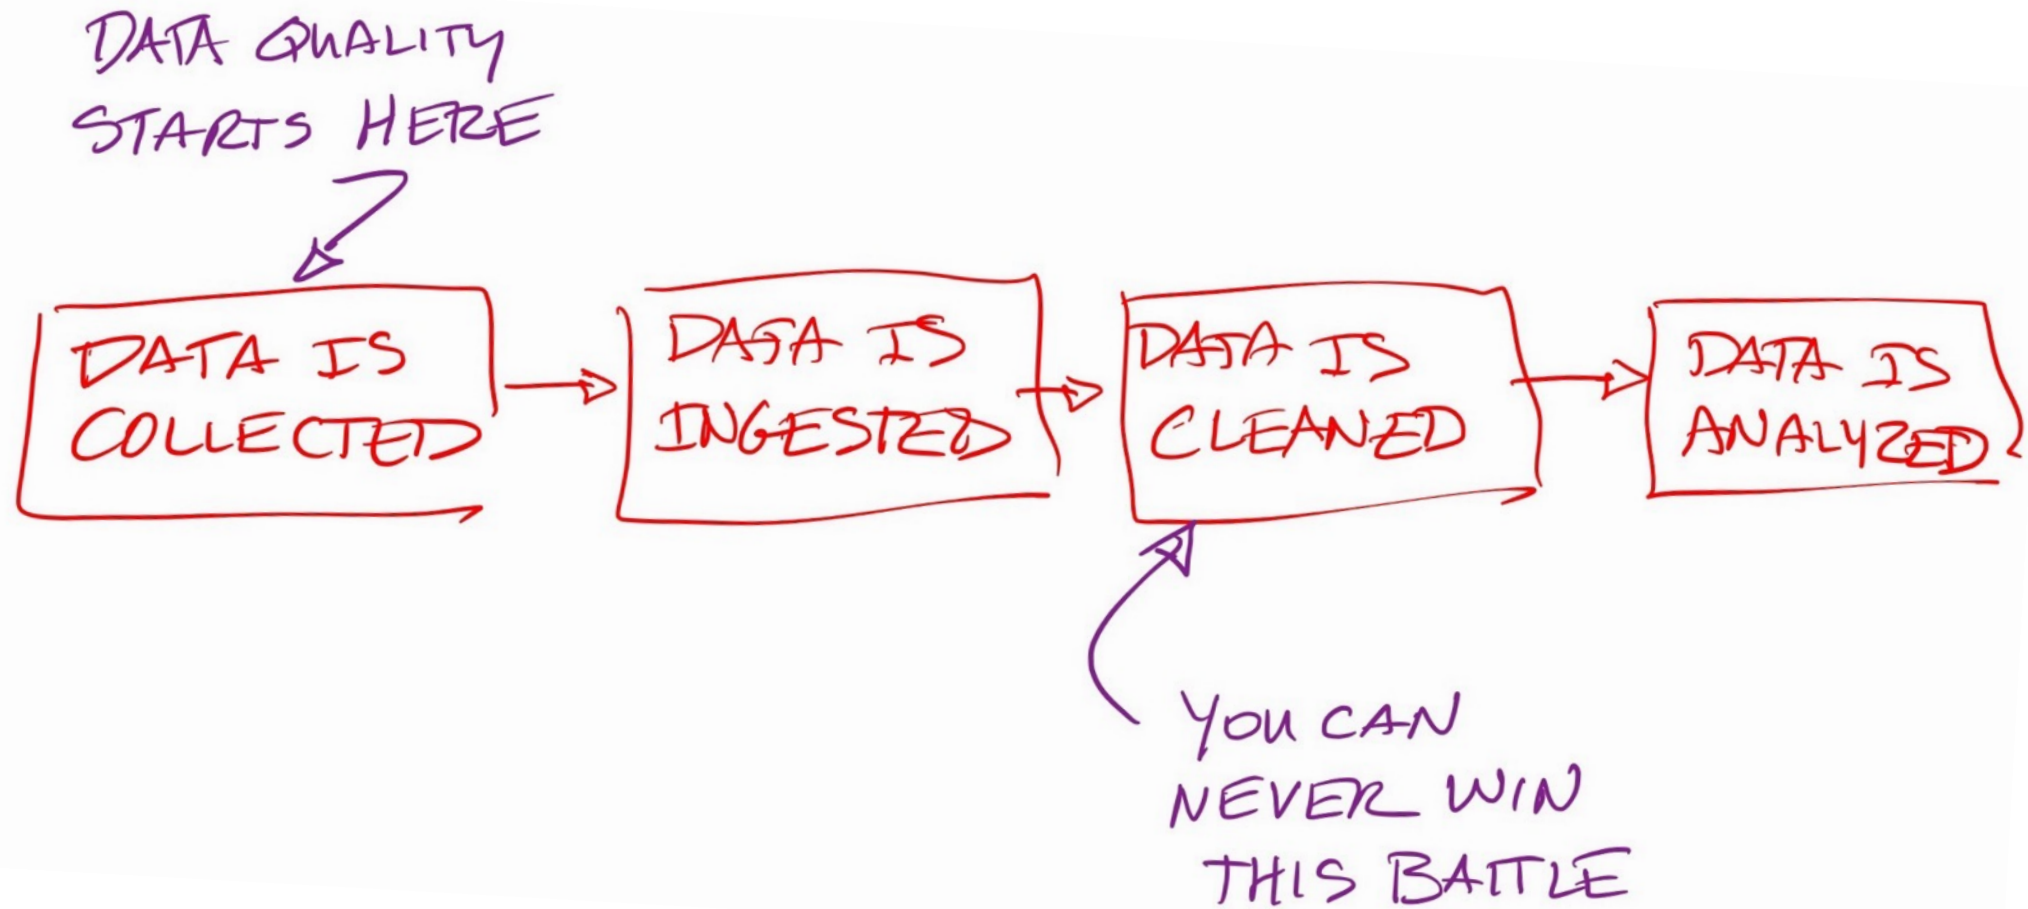 DATA QUALITY
STARTS HERE
DATA IS
COLLECTED
DATA IS
INGESTED
DATA IS
CLEANED
DATA IS
ANALYZED
YOU CAN
NEVER WIN
THIS BATTLE